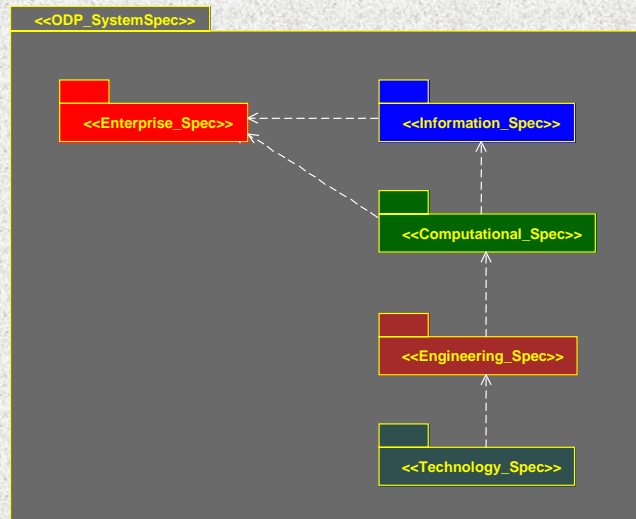 <<ODP_SystemSpec>>
<<Enterprise_Spec>>
<<Information_Spec>>
<<Computational_Spec>>
<<Engineering_Spec>>
<<Technology_Spec>>